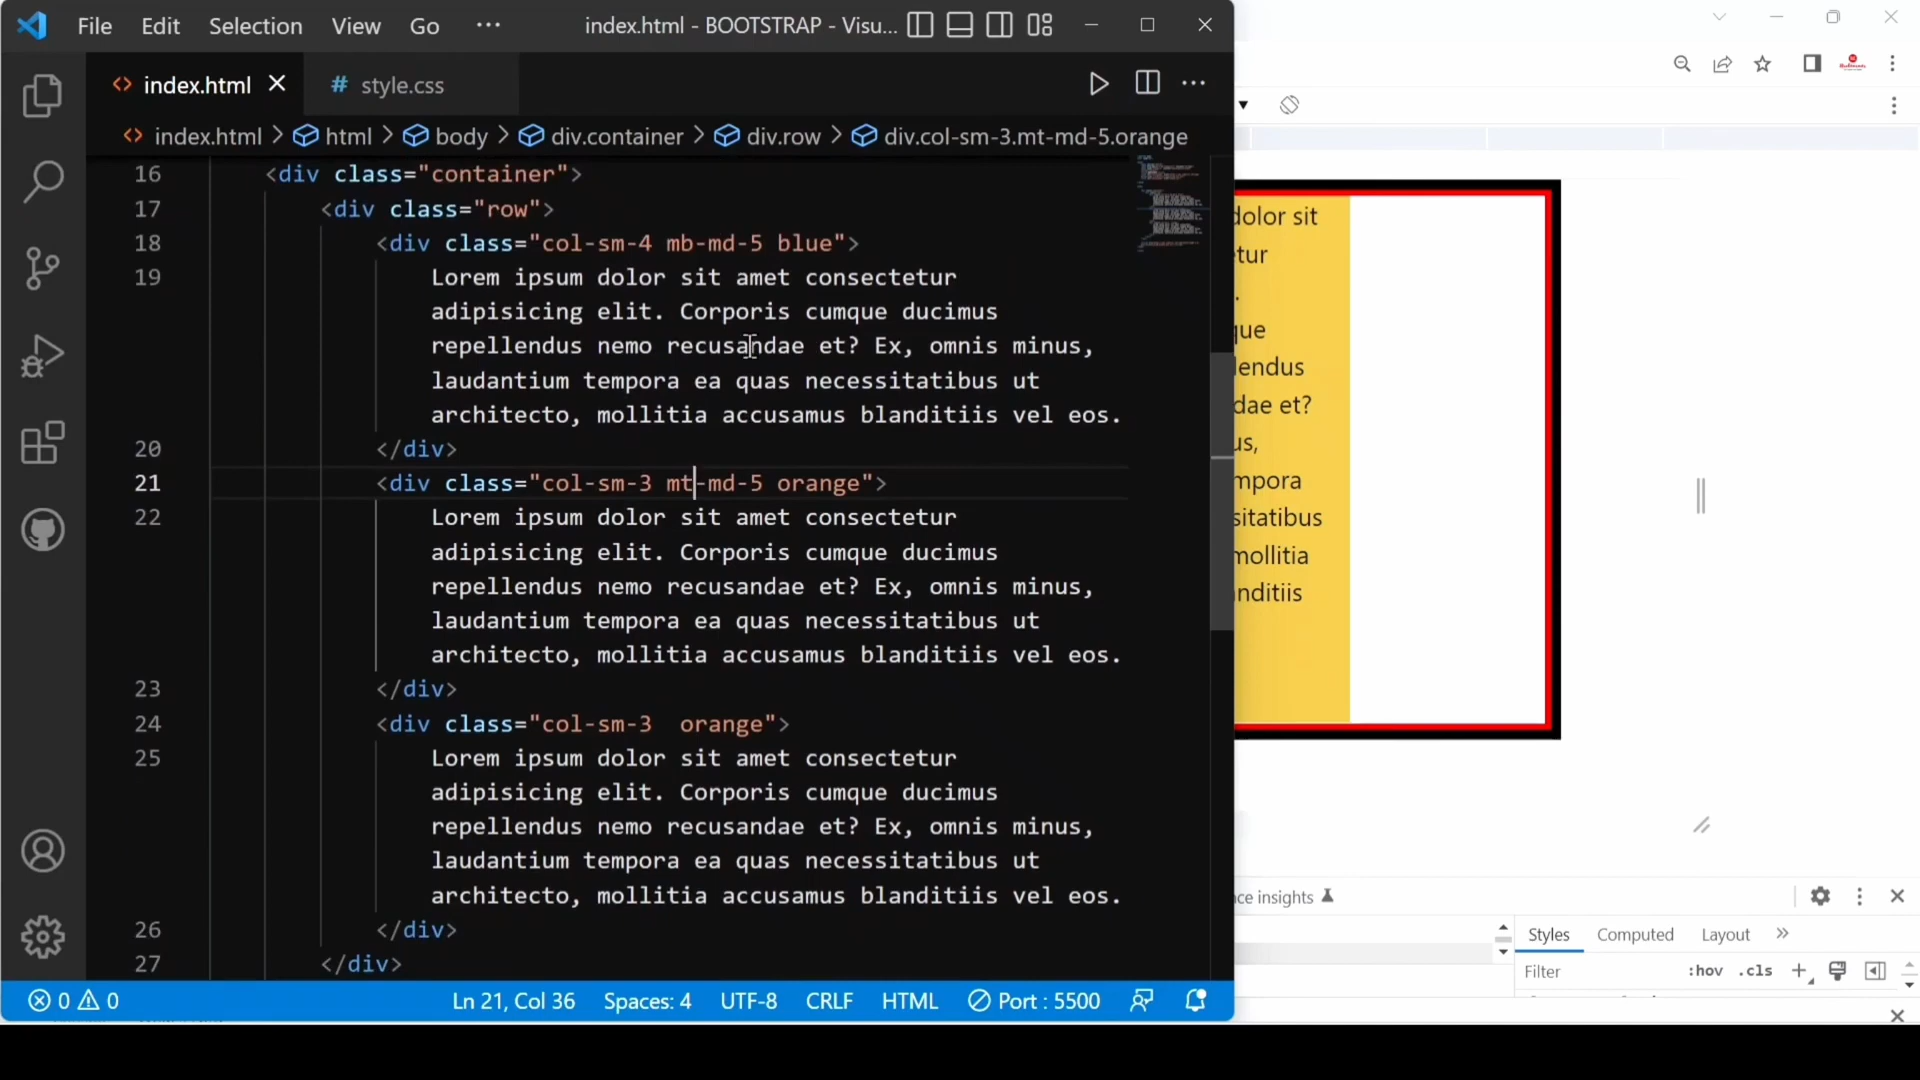 File Edit Selection View Go ··· index.html - BOOTSTRAP - Visu...
index.html # style.css
index.html > html > body > div.container > div.row > div.col-sm-3.mt-md-5.orange
16 <div class="container">
17 <div class="row">
18 <div class="col-sm-4 mb-md-5 blue">
19 Lorem ipsum dolor sit amet consectetur
adipisicing elit. Corporis cumque ducimus
repellendus nemo recusandae et? Ex, omnis minus,
laudantium tempora ea quas necessitatibus ut
architecto, mollitia accusamus blanditiis vel eos.
20 </div>
21 <div class="col-sm-3 mt-md-5 orange">
22 Lorem ipsum dolor sit amet consectetur
adipisicing elit. Corporis cumque ducimus
repellendus nemo recusandae et? Ex, omnis minus,
laudantium tempora ea quas necessitatibus ut
architecto, mollitia accusamus blanditiis vel eos.
23 </div>
24 <div class="col-sm-3  orange">
25 Lorem ipsum dolor sit amet consectetur
adipisicing elit. Corporis cumque ducimus
repellendus nemo recusandae et? Ex, omnis minus,
laudantium tempora ea quas necessitatibus ut
architecto, mollitia accusamus blanditiis vel eos.
26 </div>
27 </div>
0 0 Ln 21, Col 36 Spaces: 4 UTF-8 CRLF HTML Port : 5500
dolor sit
tur
.
que
lendus
dae et?
us,
mpora
sitatibus
mollitia
nditiis
ce insights
Styles Computed Layout »
Filter :hov .cls +